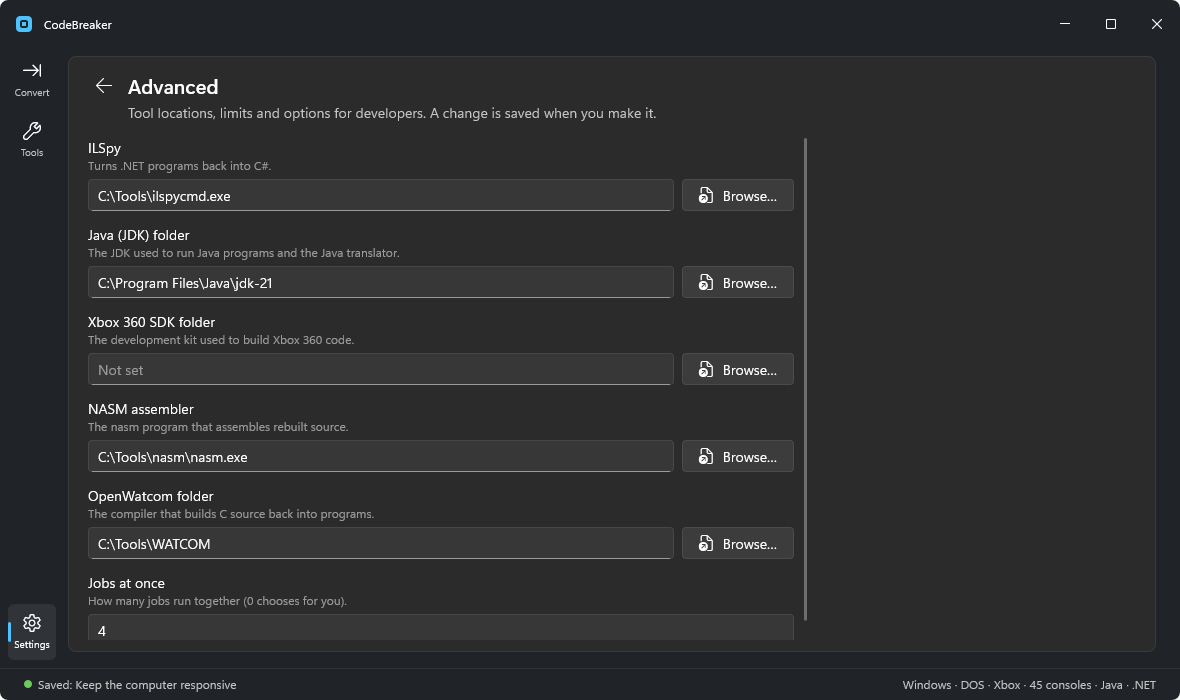 CodeBreaker
Convert
Tools
Advanced
Tool locations, limits and options for developers. A change is saved when you make it.
ILSpy
Turns .NET programs back into C#.
C:\Tools\ilspycmd.exe
Browse...
Java (JDK) folder
The JDK used to run Java programs and the Java translator.
C:\Program Files\Java\jdk-21
Browse...
Xbox 360 SDK folder
The development kit used to build Xbox 360 code.
Not set
Browse...
NASM assembler
The nasm program that assembles rebuilt source.
C:\Tools\nasm\nasm.exe
Browse...
OpenWatcom folder
The compiler that builds C source back into programs.
C:\Tools\WATCOM
Browse...
Jobs at once
How many jobs run together (0 chooses for you).
4
Settings
Saved: Keep the computer responsive
Windows · DOS · Xbox · 45 consoles · Java · .NET